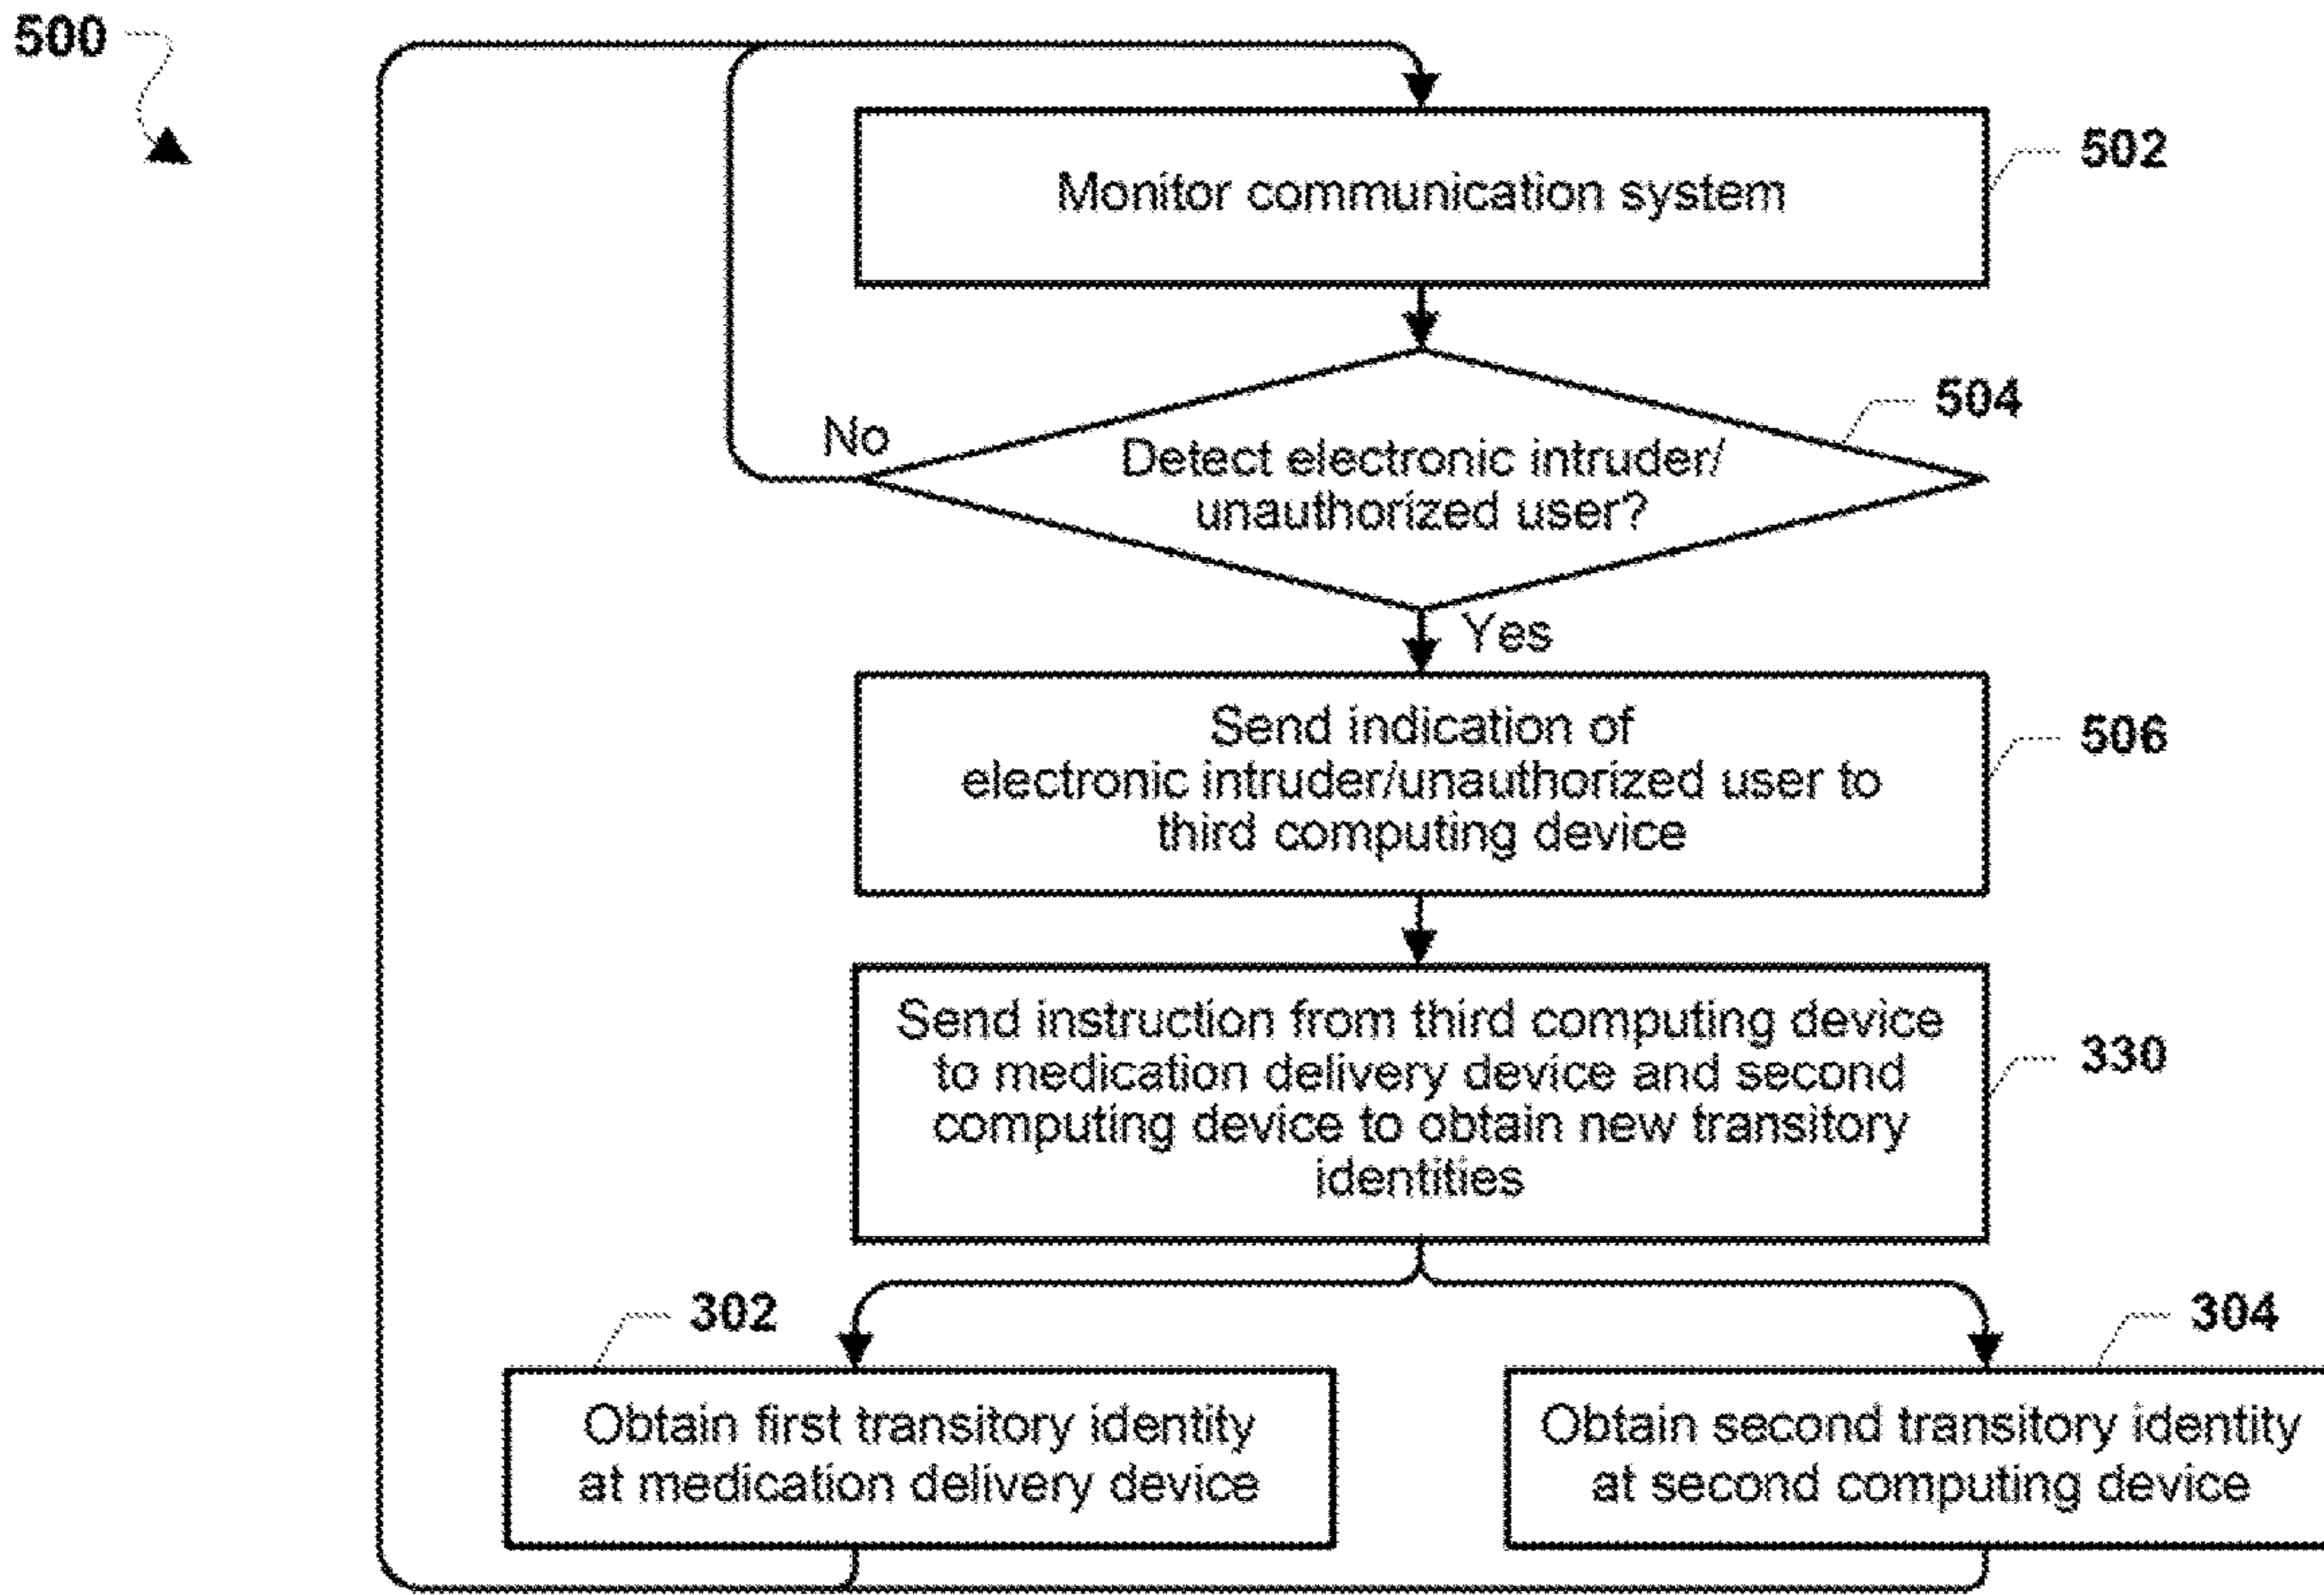 500
502
Monitor communication system
504
No
Detect electronic intruder/
unauthorized user?
Yes
Send indication of
electronic intruder/unauthorized user to
third computing device
506
Send instruction from third computing device
to medication delivery device and second
computing device to obtain new transitory
identities
330
302
304
Obtain first transitory identity
at medication delivery device
Obtain second transitory identity
at second computing device